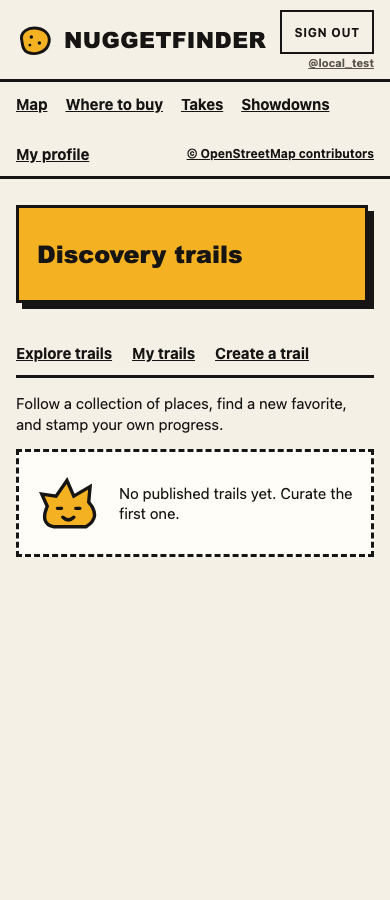 NUGGETFINDER
SIGN OUT
@local_test
Map Where to buy Takes Showdowns
My profile © OpenStreetMap contributors
Discovery trails
Explore trails My trails Create a trail
Follow a collection of places, find a new favorite,
and stamp your own progress.
No published trails yet. Curate the
first one.